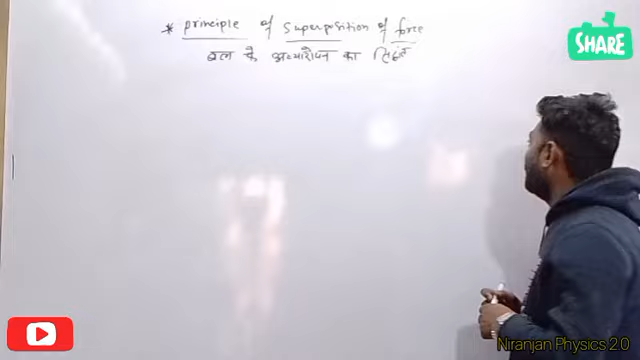 * principle of superposition of force
बल के अध्यारोपण का सिद्धांत
SHARE
Niranjan Physics 2.0